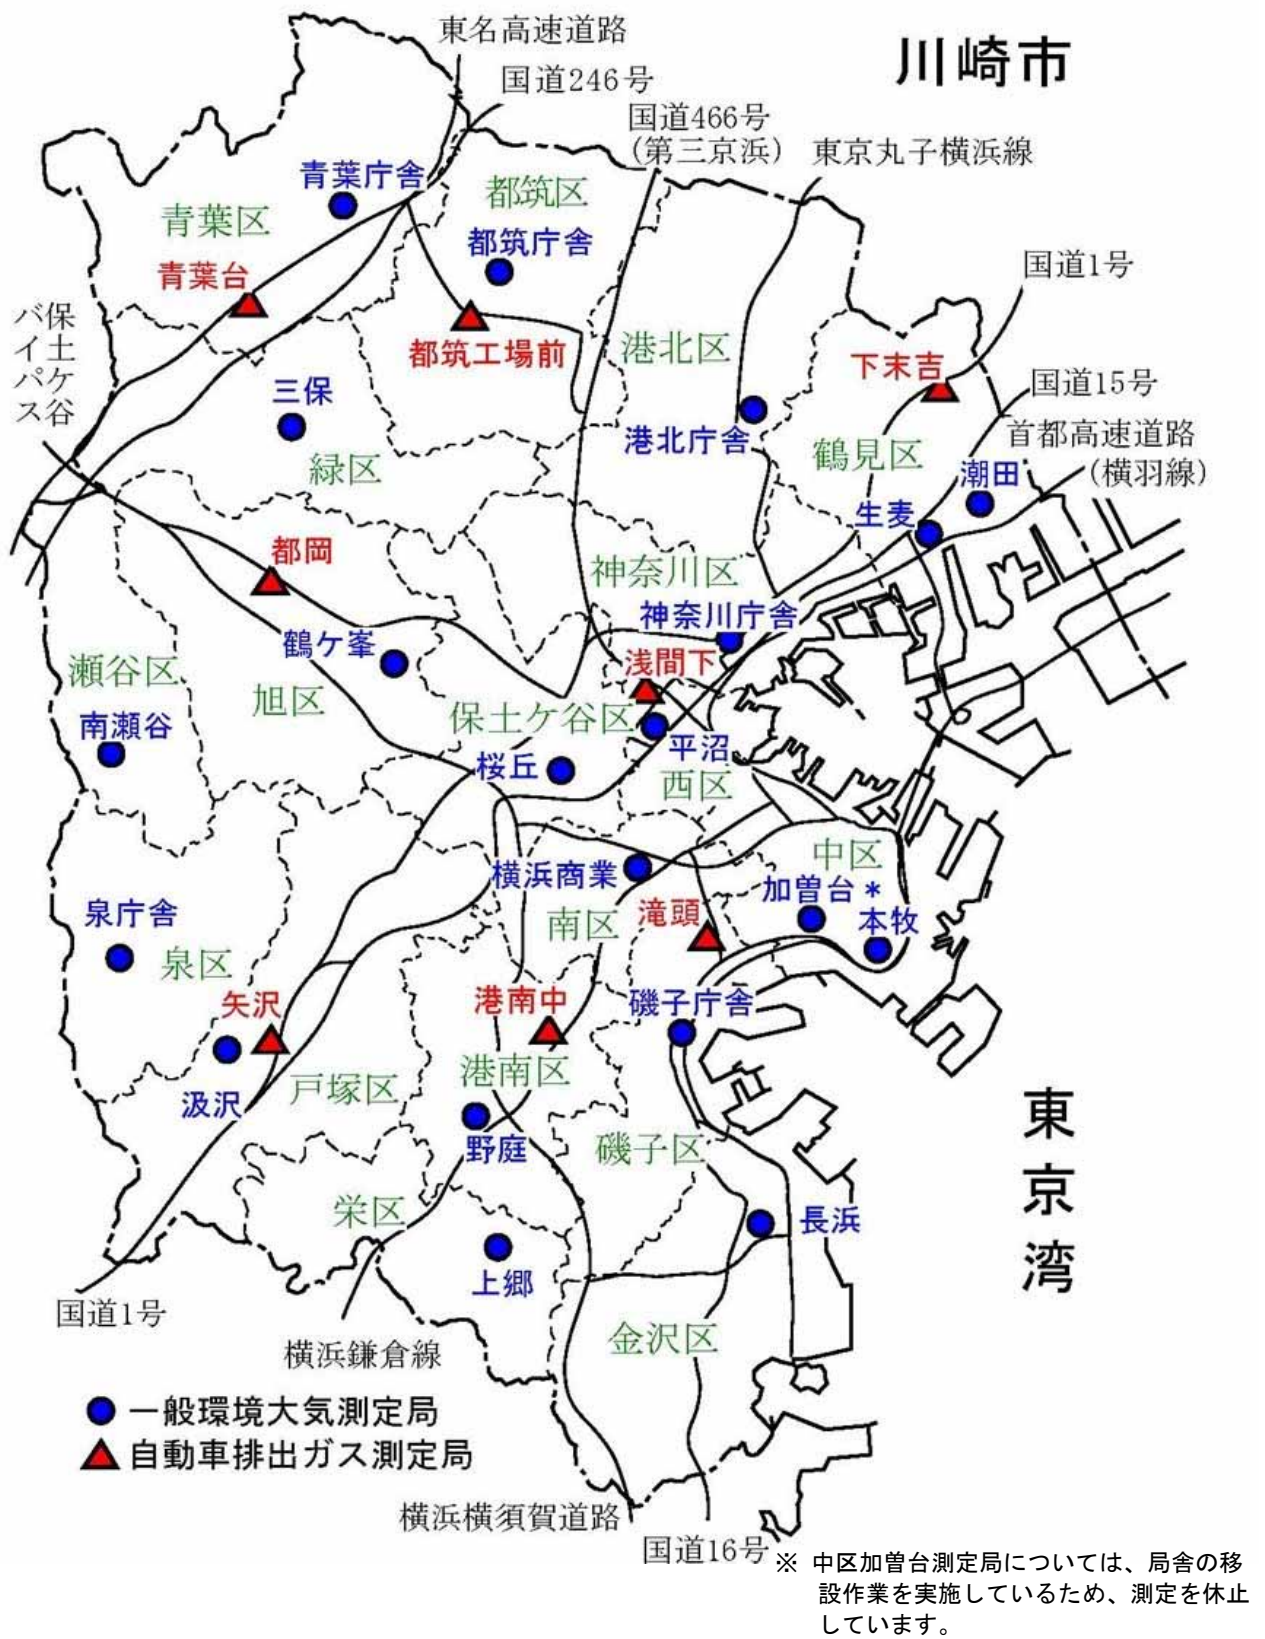 東名高速道路
川崎市
国道246号
国道466号
(第三京浜)
東京丸子横浜線
青葉庁舎
都筑区
青葉区
都筑庁舎
国道1号
青葉台
保土ケ谷
バイパス
都筑工場前
港北区
下末吉
国道15号
三保
港北庁舎
鶴見区
首都高速道路
(横羽線)
緑区
潮田
生麦
都岡
神奈川区
神奈川庁舎
鶴ケ峯
瀬谷区
浅間下
旭区
保土ケ谷区
南瀬谷
平沼
桜丘
西区
中区
横浜商業
加曽台*
泉庁舎
滝頭
本牧
南区
泉区
矢沢
港南中
磯子庁舎
港南区
戸塚区
汲沢
東京湾
野庭
磯子区
栄区
長浜
上郷
国道1号
金沢区
横浜鎌倉線
一般環境大気測定局
自動車排出ガス測定局
横浜横須賀道路
国道16号
※ 中区加曽台測定局については、局舎の移
設作業を実施しているため、測定を休止
しています。